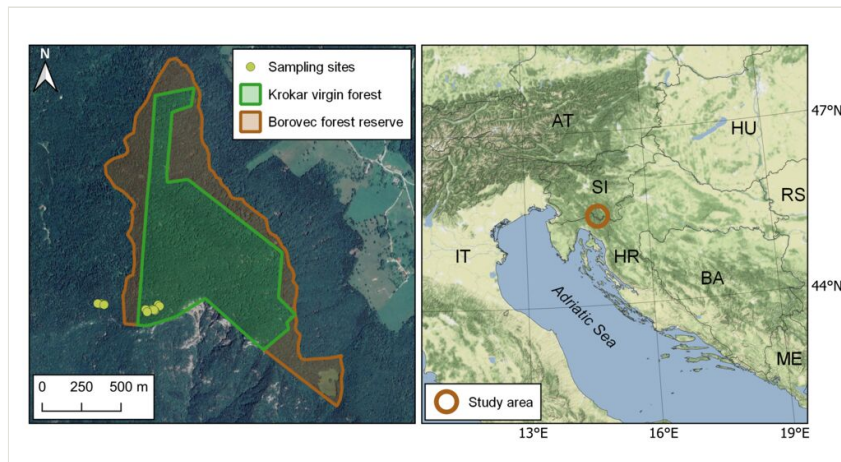 N
Sampling sites
Krokar virgin forest
Borovec forest reserve
0 250 500 m
AT
HU
SI
RS
IT
HR
BA
Adriatic Sea
ME
Study area
47°N
44°N
13°E 16°E 19°E